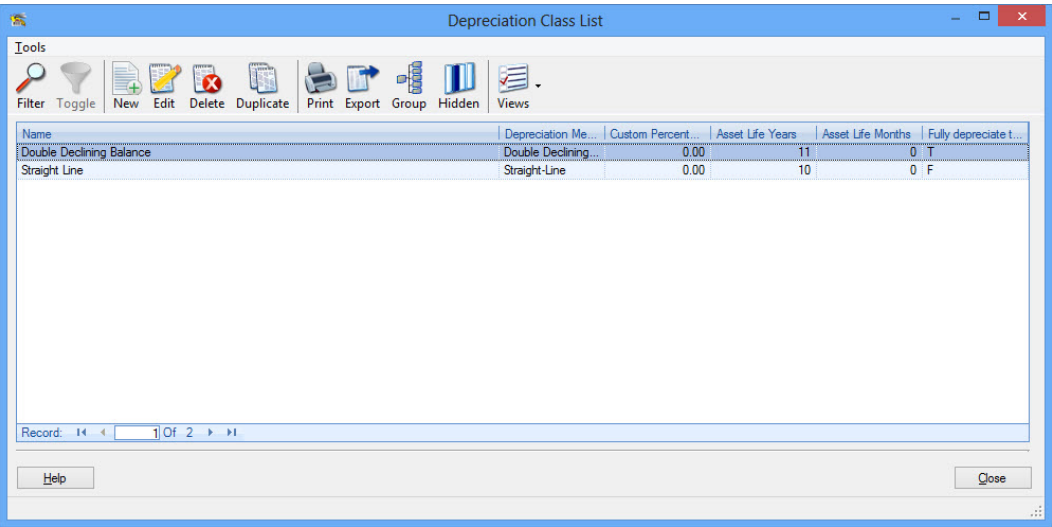 Depreciation Class List
Tools
Filter Toggle New Edit Delete Duplicate Print Export Group Hidden Views
Name Depreciation Me... Custom Percent... Asset Life Years Asset Life Months Fully depreciate t...
Double Declining Balance Double Declining... 0.00 11 0 T
Straight Line Straight-Line 0.00 10 0 F
Record: 1 Of 2
Help Close